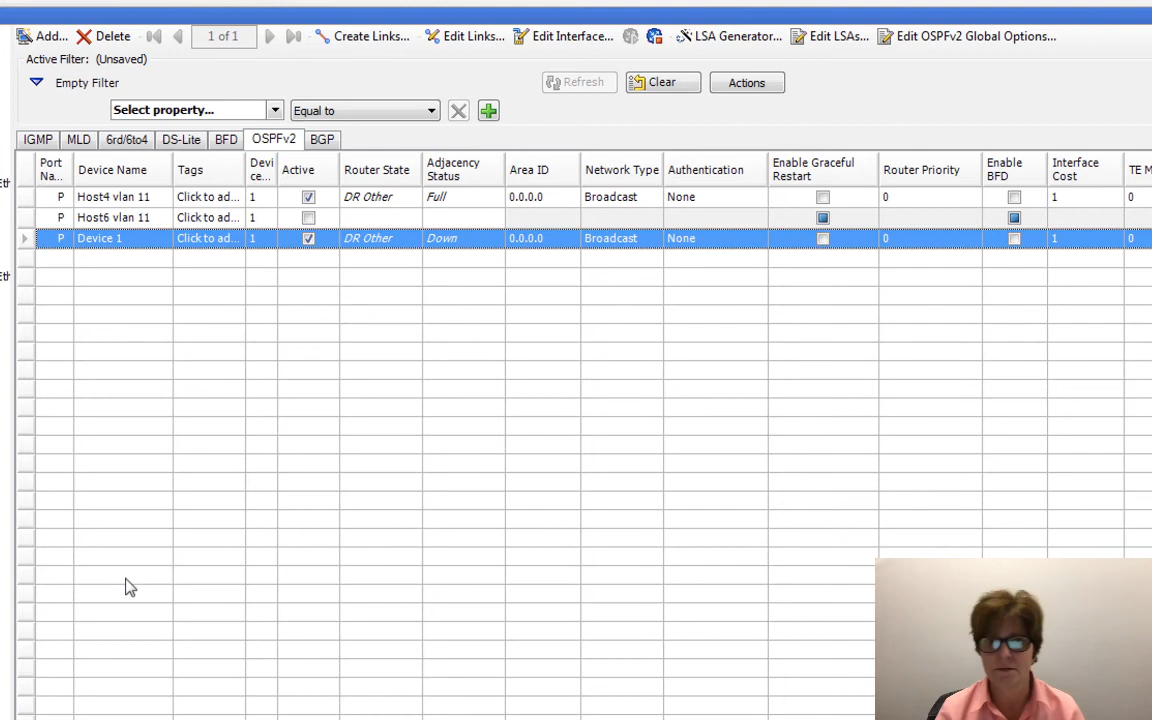 Add... Delete 1 of 1 Create Links... Edit Links... Edit Interface... LSA Generator... Edit LSAs... Edit OSPFv2 Global Options...
Active Filter: (Unsaved)
Empty Filter Refresh Clear Actions
Select property... Equal to
IGMP MLD 6rd/6to4 DS-Lite BFD OSPFv2 BGP
Port Na... Device Name Tags Devi ce... Active Router State Adjacency Status Area ID Network Type Authentication Enable Graceful Restart Router Priority Enable BFD Interface Cost TE M
Eth
P Host4 vlan 11 Click to ad... 1 DR Other Full 0.0.0.0 Broadcast None 0 1 0
P Host6 vlan 11 Click to ad... 1
P Device 1 Click to ad... 1 DR Other Down 0.0.0.0 Broadcast None 0 1 0
Eth